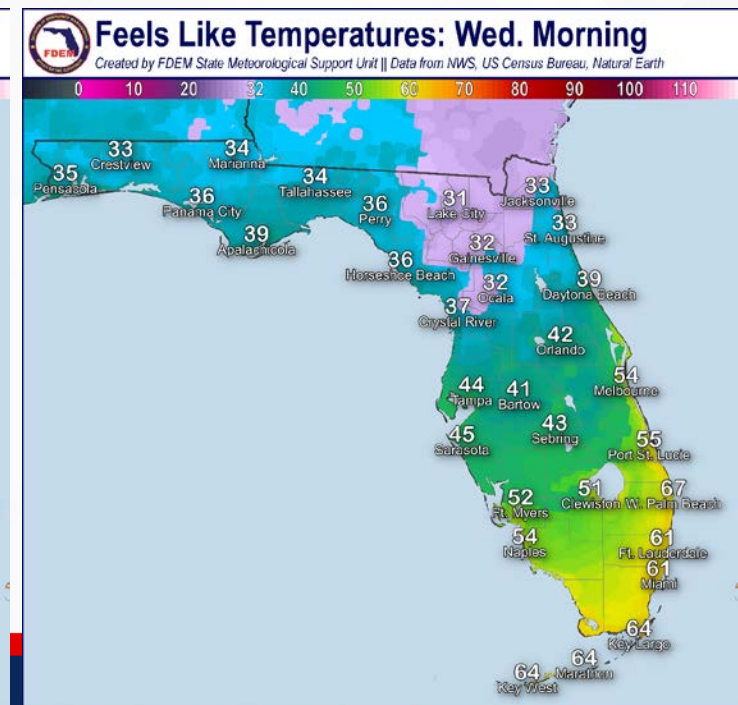 Feels Like Temperatures: Wed. Morning
Created by FDEM State Meteorological Support Unit || Data from NWS, US Census Bureau, Natural Earth
FDEM
0 10 20 32 40 50 60 70 80 90 100 110
33
Crestview
34
Marianna
35
Pensacola
34
Tallahassee
36
Panama City
36
Perry
31
Lake City
33
Jacksonville
39
Apalachicola
33
St. Augustine
32
Gainesville
36
Horseshoe Beach
32
Ocala
39
Daytona Beach
37
Crystal River
42
Orlando
54
Melbourne
44
Tampa
41
Bartow
45
Sarasota
43
Sebring
55
Port St. Lucie
52
Ft. Myers
51
Clewiston
67
W. Palm Beach
54
Naples
61
Ft. Lauderdale
61
Miami
64
Key Largo
64
Marathon
64
Key West